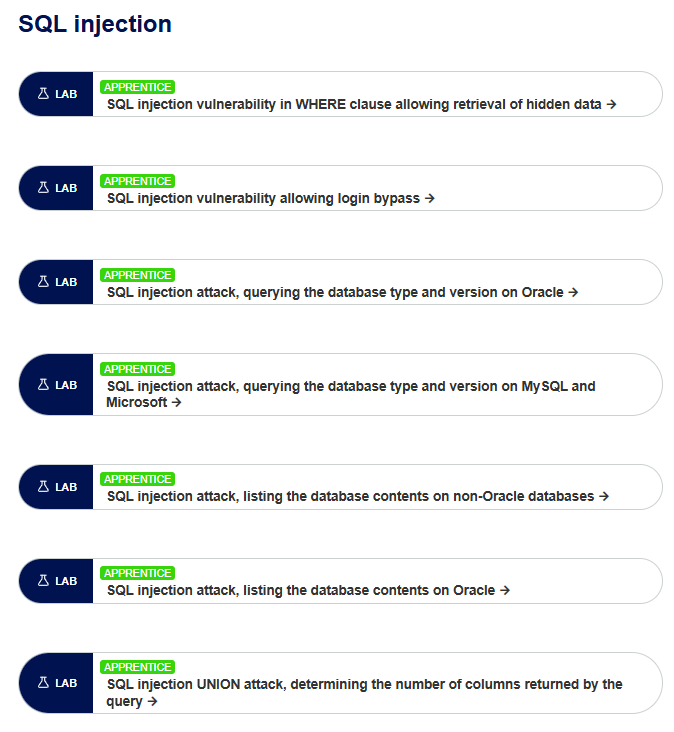 SQL injection
LAB
APPRENTICE
SQL injection vulnerability in WHERE clause allowing retrieval of hidden data →
LAB
APPRENTICE
SQL injection vulnerability allowing login bypass →
LAB
APPRENTICE
SQL injection attack, querying the database type and version on Oracle →
LAB
APPRENTICE
SQL injection attack, querying the database type and version on MySQL and
Microsoft →
LAB
APPRENTICE
SQL injection attack, listing the database contents on non-Oracle databases →
LAB
APPRENTICE
SQL injection attack, listing the database contents on Oracle →
LAB
APPRENTICE
SQL injection UNION attack, determining the number of columns returned by the
query →